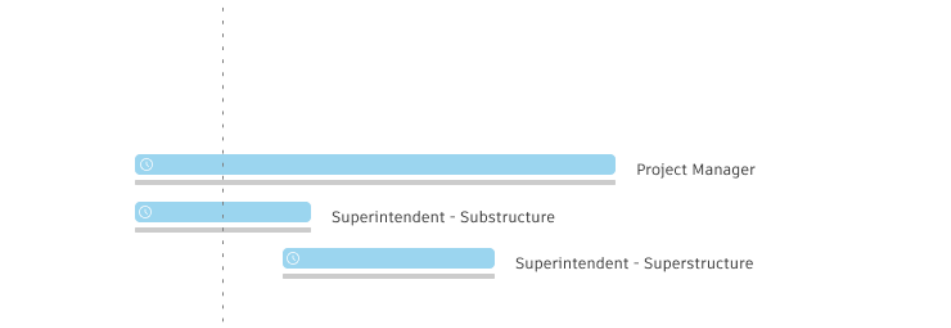 Project Manager
Superintendent - Substructure
Superintendent - Superstructure